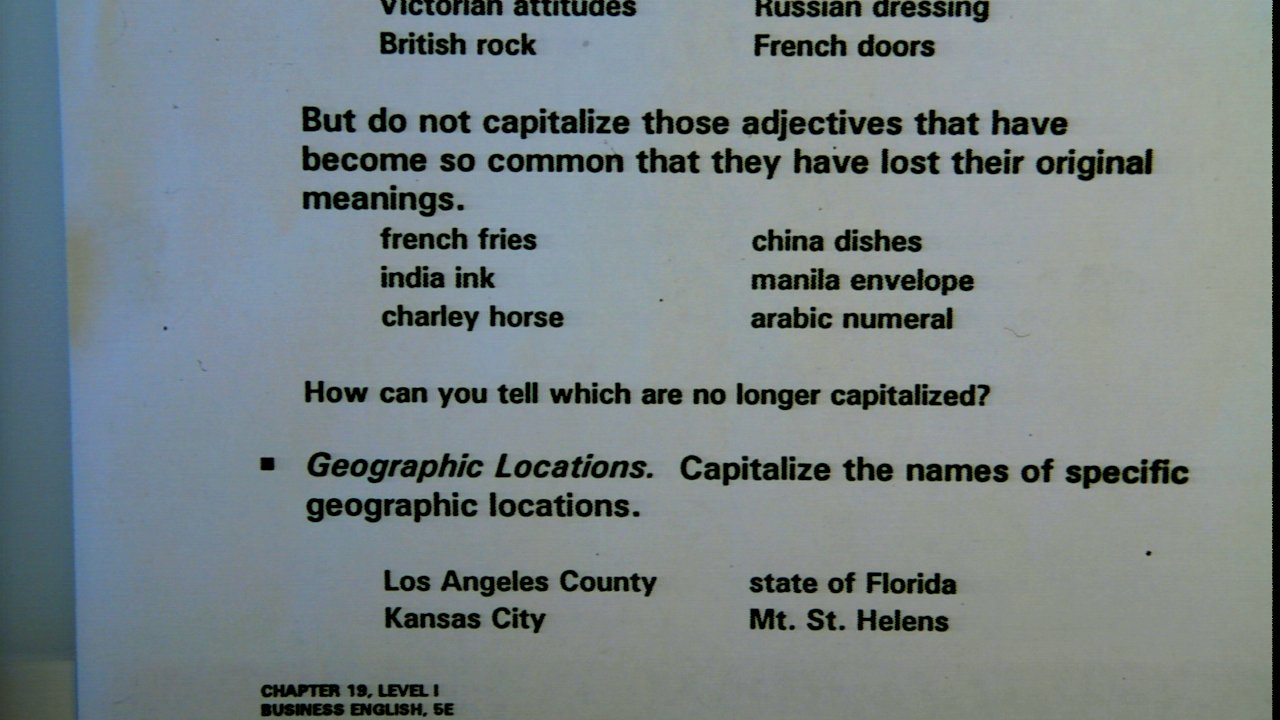 Victorian attitudes Russian dressing
British rock French doors
But do not capitalize those adjectives that have
become so common that they have lost their original
meanings.
french fries china dishes
india ink manila envelope
charley horse arabic numeral
How can you tell which are no longer capitalized?
■ Geographic Locations. Capitalize the names of specific
geographic locations.
Los Angeles County state of Florida
Kansas City Mt. St. Helens
CHAPTER 19, LEVEL I
BUSINESS ENGLISH, 5E